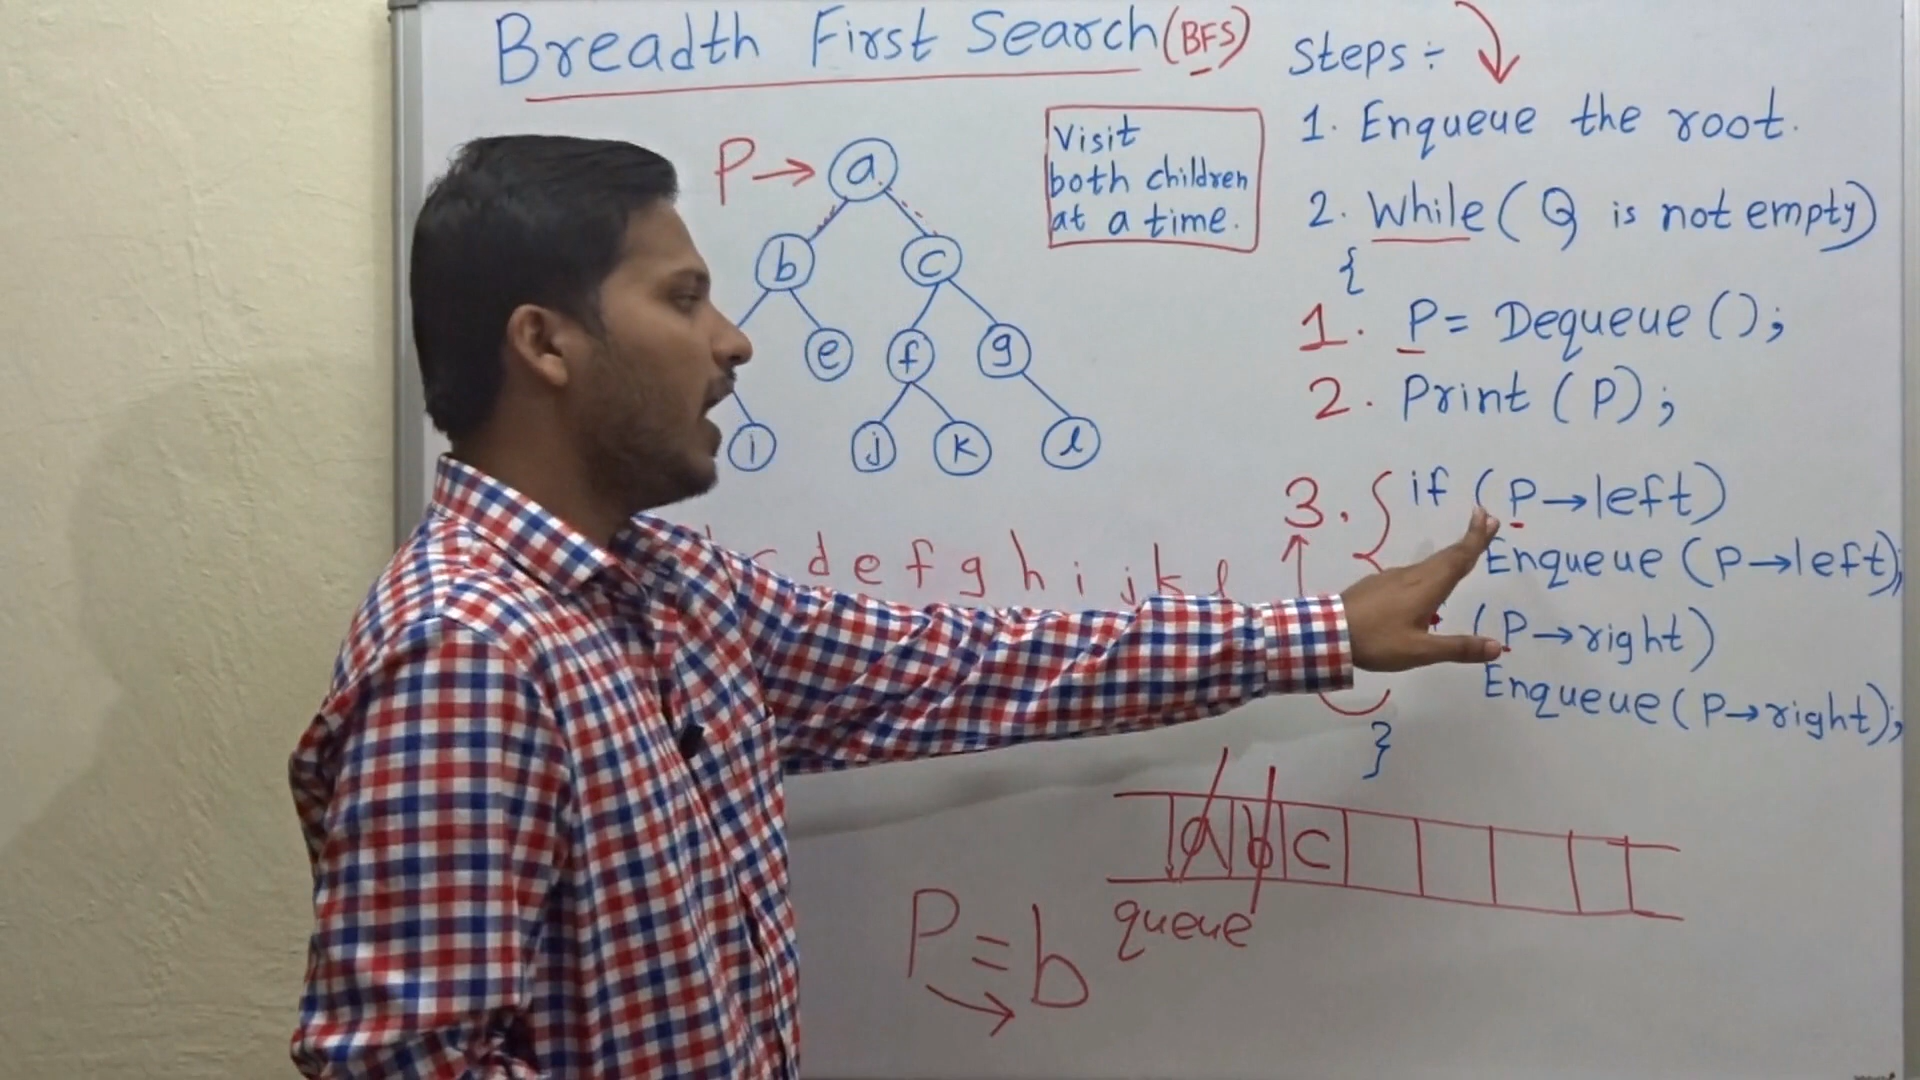 Breadth First Search (BFS)
P→ a
b c
e f g
i j k l
Visit
both children
at a time.
Steps ÷
1. Enqueue the root.
2. While ( Q is not empty)
{
1. P = Dequeue ();
2. Print (P);
3. { if (P→left)
Enqueue (P→left);
(P→right)
Enqueue (P→right);
}
c d e f g h i j k l
a b c
queue
P = b